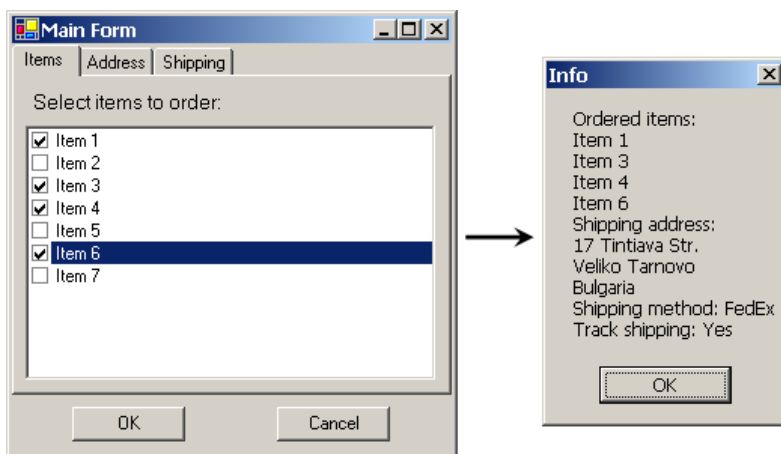 Main Form
Items Address Shipping
Select items to order:
Item 1
Item 2
Item 3
Item 4
Item 5
Item 6
Item 7
OK Cancel
Info
Ordered items:
Item 1
Item 3
Item 4
Item 6
Shipping address:
17 Tintiava Str.
Veliko Tarnovo
Bulgaria
Shipping method: FedEx
Track shipping: Yes
OK